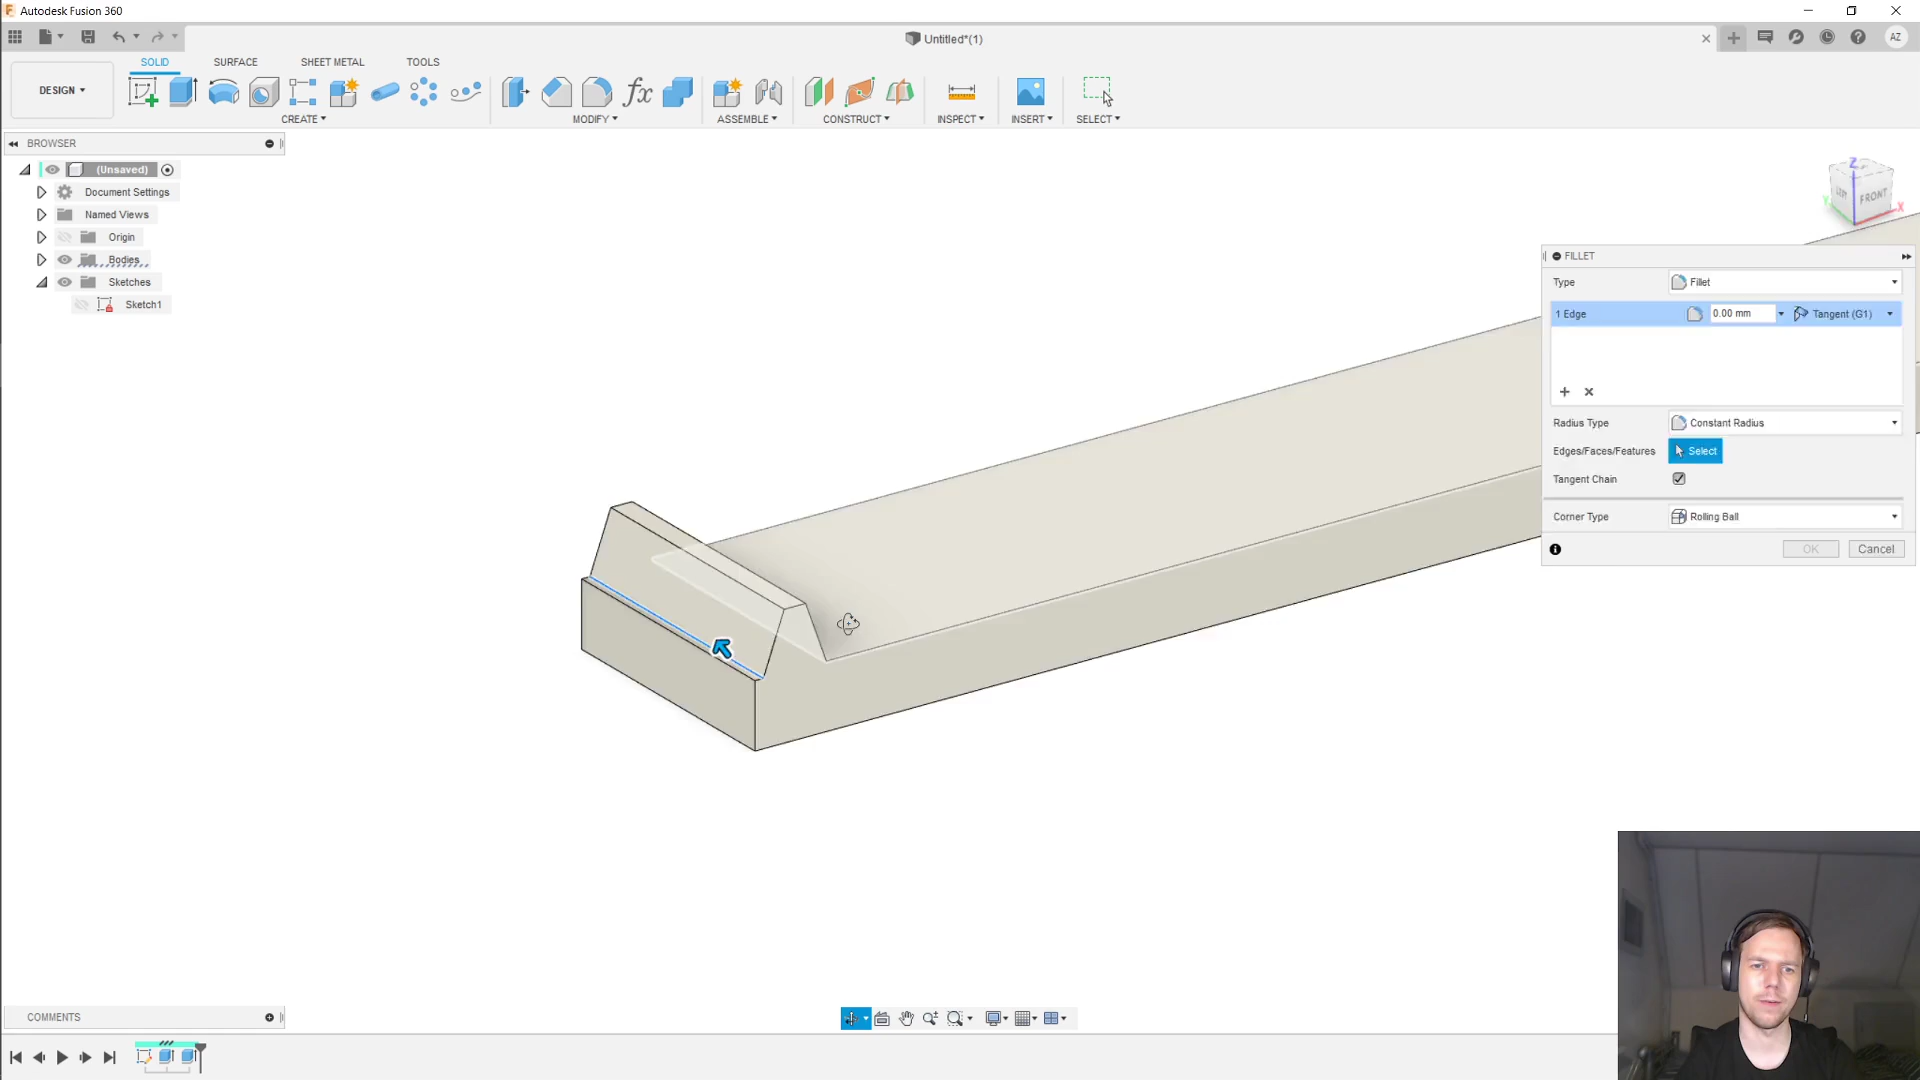 Autodesk Fusion 360
Untitled*(1)
AZ
DESIGN
SOLID SURFACE SHEET METAL TOOLS
CREATE MODIFY ASSEMBLE CONSTRUCT INSPECT INSERT SELECT
BROWSER
(Unsaved)
Document Settings
Named Views
Origin
Bodies
Sketches
Sketch1
Z
FRONT
X
FILLET
Type Fillet
1 Edge 0.00 mm Tangent (G1)
Radius Type Constant Radius
Edges/Faces/Features Select
Tangent Chain
Corner Type Rolling Ball
OK Cancel
COMMENTS